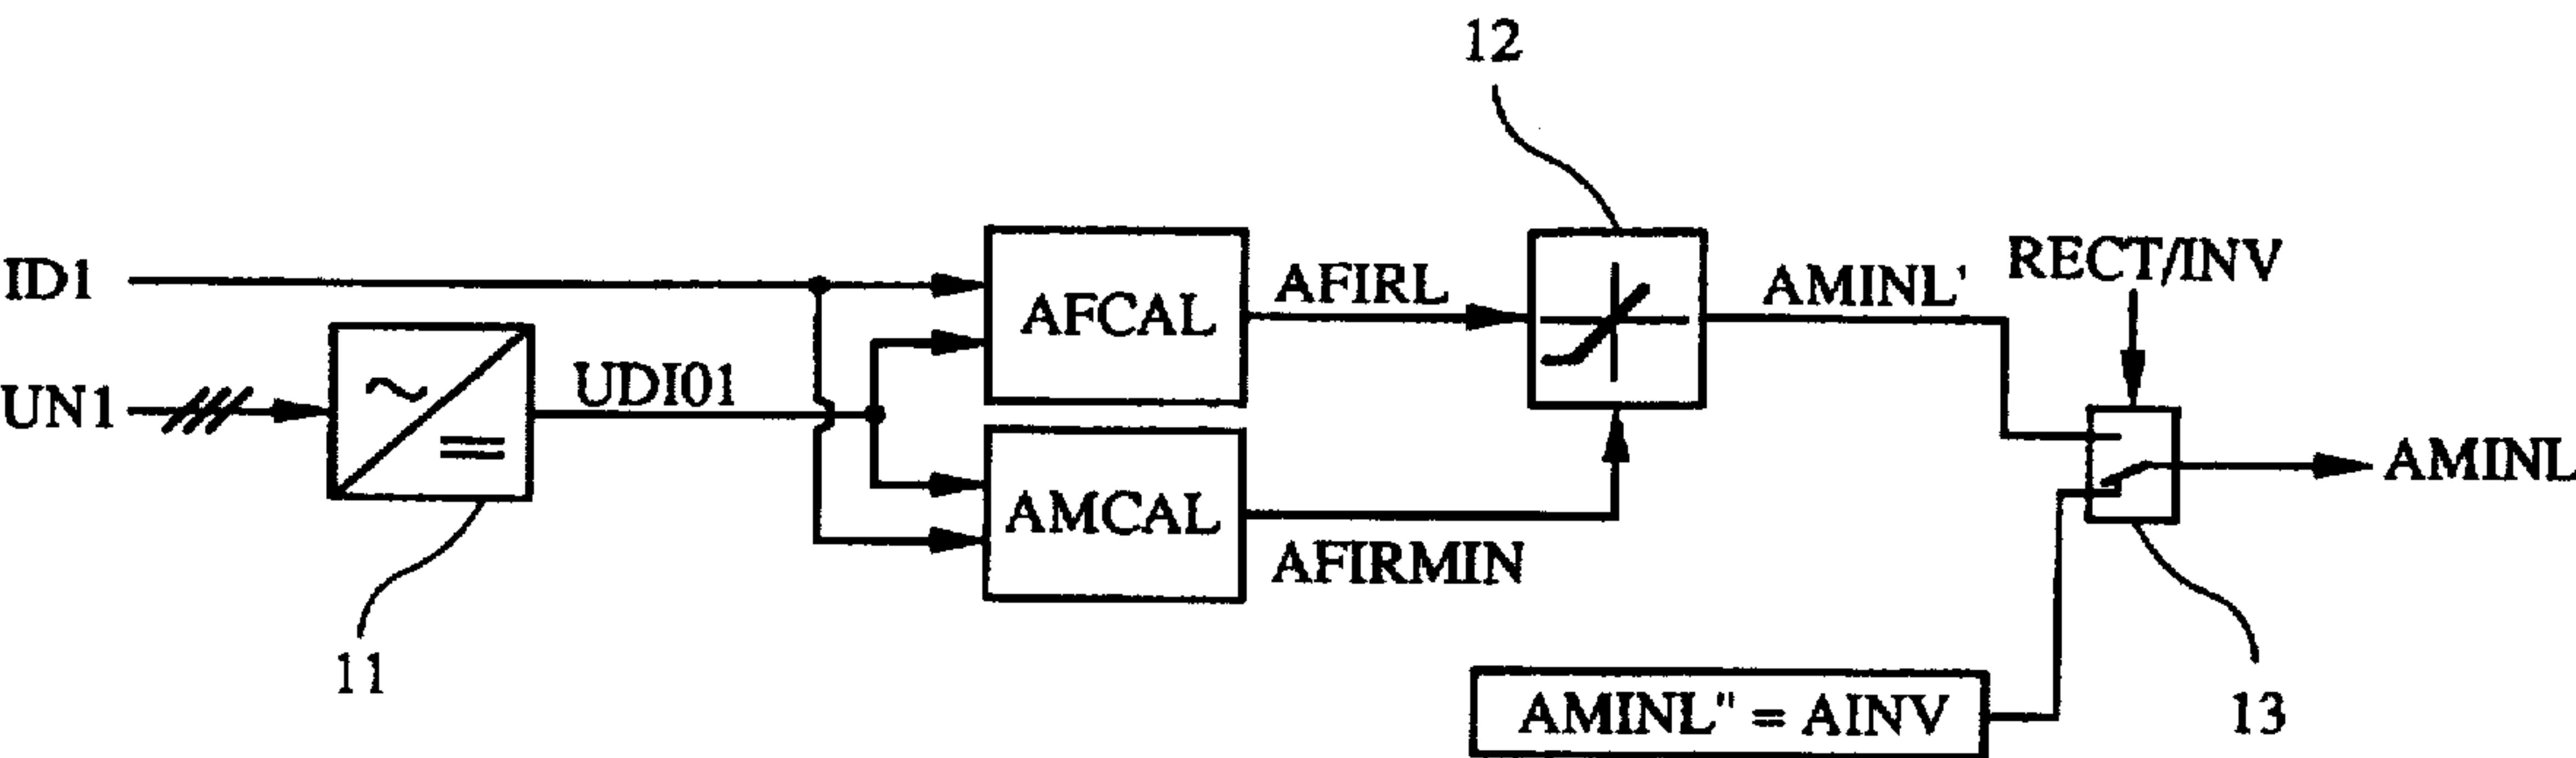 12
ID1
AFCAL
AFIRL
AMINL'
RECT/INV
UN1
UDI01
AMCAL
AFIRMIN
AMINL
11
AMINL" = AINV
13